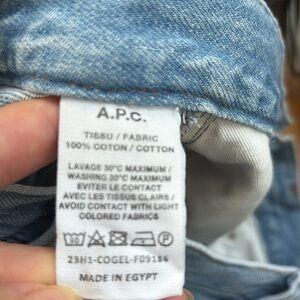 A.P.C.
TISSU / FABRIC
100% COTON / COTTON
LAVAGE 30°C MAXIMUM /
WASHING 30°C MAXIMUM
EVITER LE CONTACT
AVEC LES TISSUS CLAIRS /
AVOID CONTACT WITH LIGHT
COLORED FABRICS
23H1-COGEL-F09186
MADE IN EGYPT